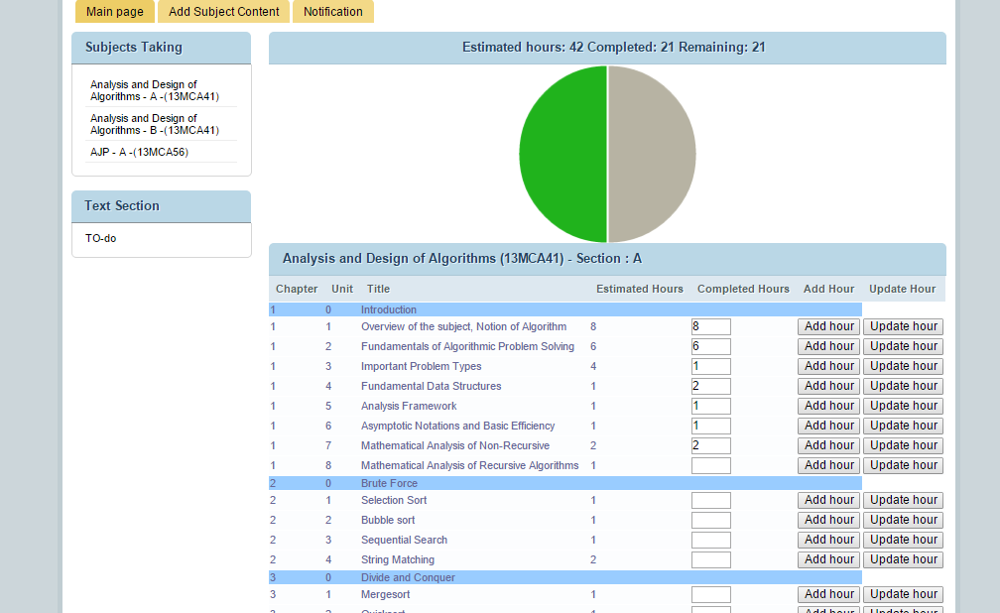 Main page Add Subject Content Notification
Subjects Taking
Analysis and Design of
Algorithms - A -(13MCA41)
Analysis and Design of
Algorithms - B -(13MCA41)
AJP - A -(13MCA56)
Text Section
TO-do
Estimated hours: 42 Completed: 21 Remaining: 21
Analysis and Design of Algorithms (13MCA41) - Section : A
Chapter Unit Title Estimated Hours Completed Hours Add Hour Update Hour
1 0 Introduction
1 1 Overview of the subject, Notion of Algorithm 8 8 Add hour Update hour
1 2 Fundamentals of Algorithmic Problem Solving 6 6 Add hour Update hour
1 3 Important Problem Types 4 1 Add hour Update hour
1 4 Fundamental Data Structures 1 2 Add hour Update hour
1 5 Analysis Framework 1 1 Add hour Update hour
1 6 Asymptotic Notations and Basic Efficiency 1 1 Add hour Update hour
1 7 Mathematical Analysis of Non-Recursive 2 2 Add hour Update hour
1 8 Mathematical Analysis of Recursive Algorithms 1 Add hour Update hour
2 0 Brute Force
2 1 Selection Sort 1 Add hour Update hour
2 2 Bubble sort 1 Add hour Update hour
2 3 Sequential Search 1 Add hour Update hour
2 4 String Matching 2 Add hour Update hour
3 0 Divide and Conquer
3 1 Mergesort 1 Add hour Update hour